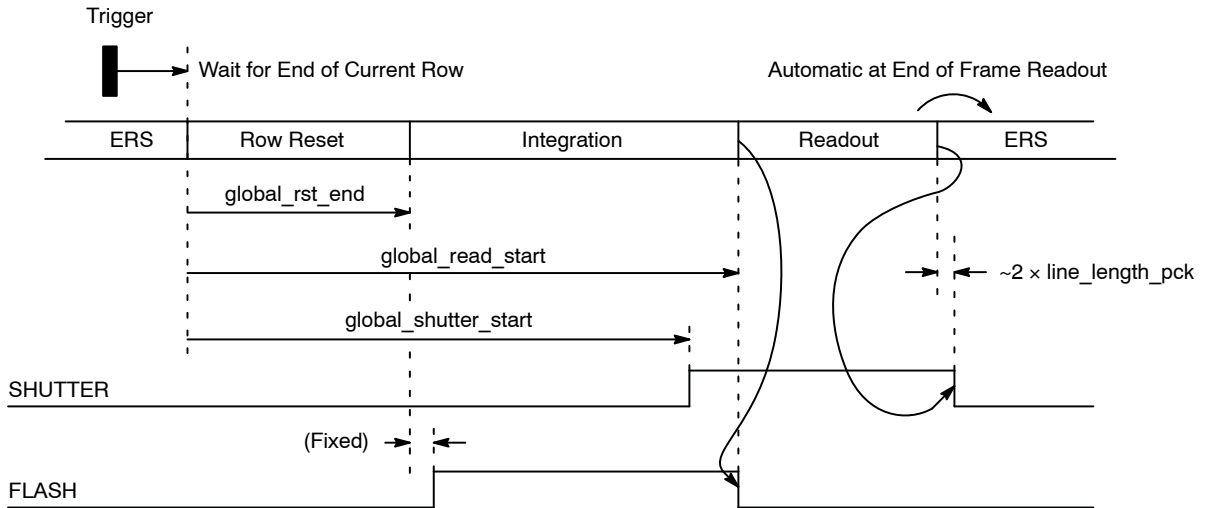 Trigger
Wait for End of Current Row
Automatic at End of Frame Readout
ERS Row Reset Integration Readout ERS
global_rst_end
global_read_start
~2 × line_length_pck
global_shutter_start
SHUTTER
(Fixed)
FLASH